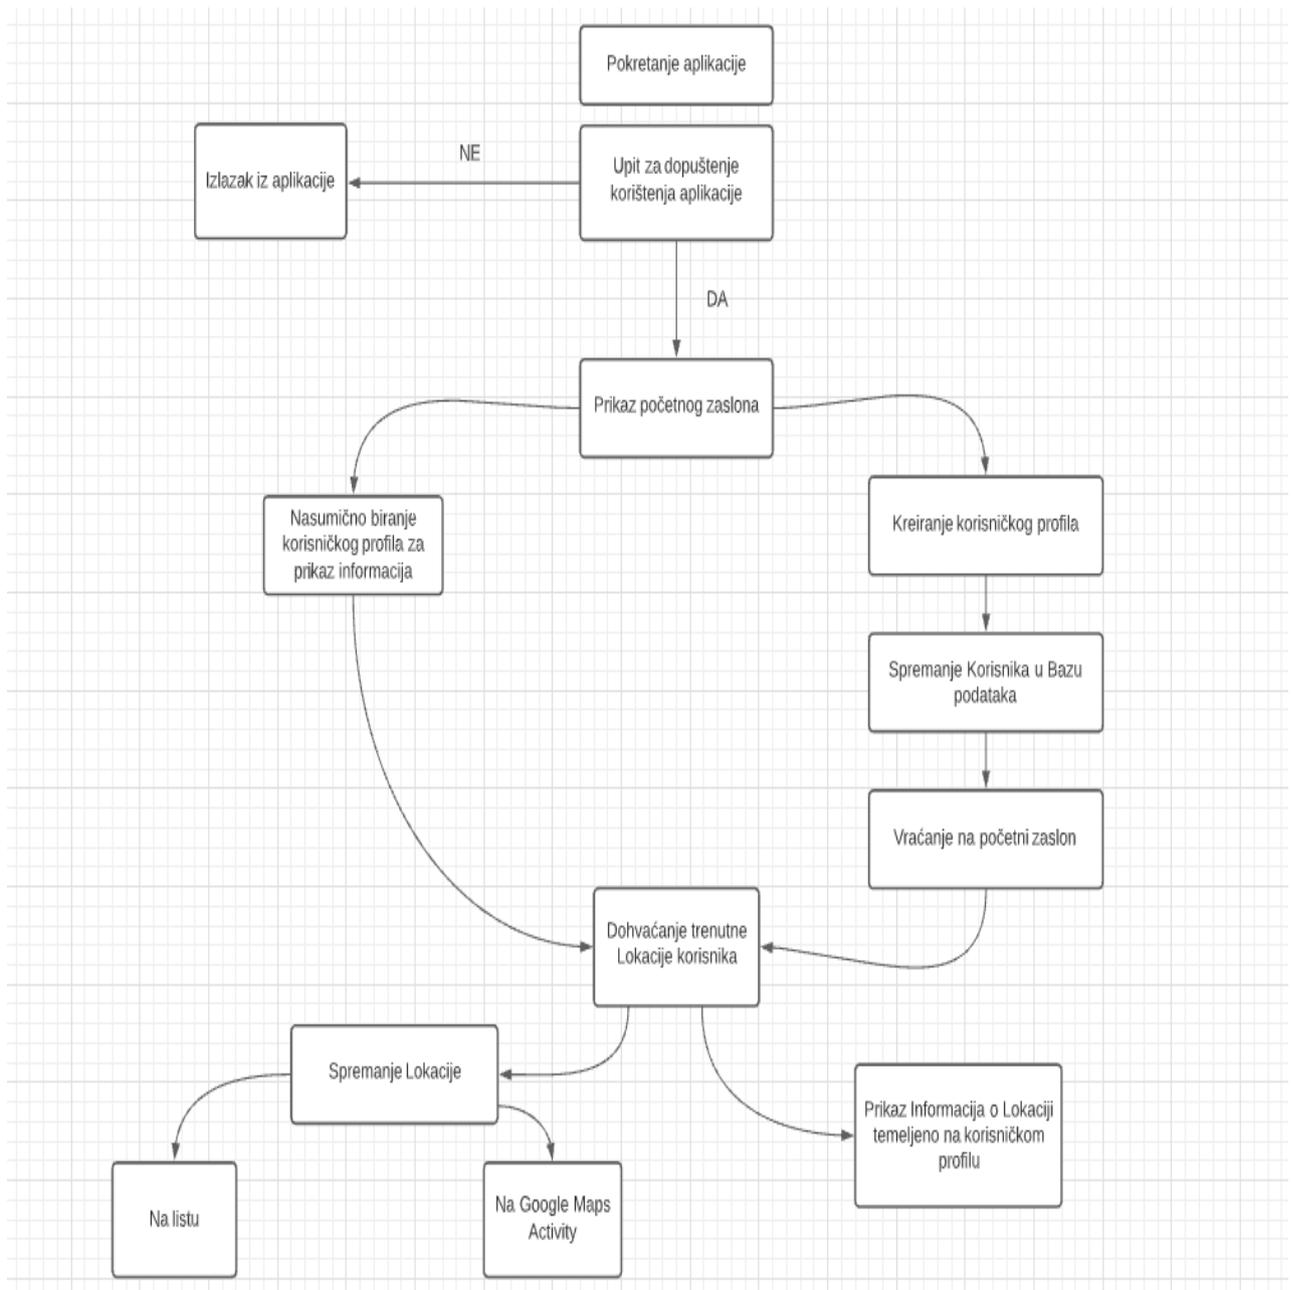 Pokretanje aplikacije
Izlazak iz aplikacije
NE
Upit za dopuštenje
korištenja aplikacije
DA
Prikaz početnog zaslona
Nasumično biranje
korisničkog profila za
prikaz informacija
Kreiranje korisničkog profila
Spremanje Korisnika u Bazu
podataka
Vraćanje na početni zaslon
Dohvaćanje trenutne
Lokacije korisnika
Spremanje Lokacije
Prikaz Informacija o Lokaciji
temeljeno na korisničkom
profilu
Na listu
Na Google Maps
Activity